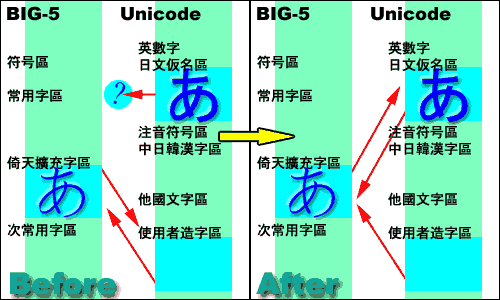 BIG-5 Unicode
英數字
符号區
日文仮名區
常用字區
?
あ
注音符号區
中日韓漢字區
倚天擴充字區
あ
他國文字區
次常用字區
使用者造字區
Before
BIG-5 Unicode
英數字
符号區
日文仮名區
常用字區
あ
注音符号區
中日韓漢字區
倚天擴充字區
あ
他國文字區
次常用字區
使用者造字區
After